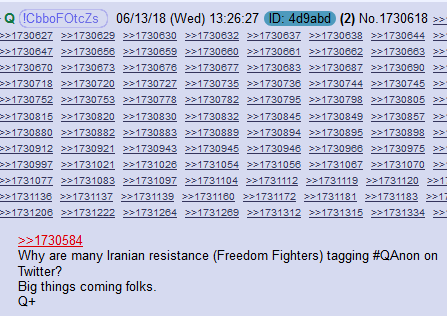 Q !CbboFOtcZs 06/13/18 (Wed) 13:26:27 ID: 4d9abd (2) No.1730618 >>
>>1730627 >>1730629 >>1730630 >>1730632 >>1730637 >>1730638 >>1730644 >
>>1730647 >>1730656 >>1730659 >>1730660 >>1730661 >>1730662 >>1730663 >
>>1730668 >>1730670 >>1730676 >>1730677 >>1730683 >>1730687 >>1730690 >
>>1730718 >>1730720 >>1730727 >>1730735 >>1730736 >>1730744 >>1730745 >
>>1730752 >>1730753 >>1730778 >>1730782 >>1730795 >>1730798 >>1730805 >
>>1730815 >>1730820 >>1730830 >>1730832 >>1730845 >>1730849 >>1730857 >
>>1730880 >>1730882 >>1730883 >>1730889 >>1730894 >>1730895 >>1730898 >
>>1730912 >>1730921 >>1730943 >>1730945 >>1730946 >>1730966 >>1730975 >
>>1730997 >>1731021 >>1731026 >>1731054 >>1731056 >>1731067 >>1731070 >
>>1731077 >>1731083 >>1731097 >>1731104 >>1731112 >>1731119 >>1731120 >
>>1731136 >>1731137 >>1731139 >>1731160 >>1731172 >>1731181 >>1731183 >
>>1731206 >>1731222 >>1731264 >>1731269 >>1731312 >>1731315 >>1731334 >
>>1730584
Why are many Iranian resistance (Freedom Fighters) tagging #QAnon on
Twitter?
Big things coming folks.
Q+